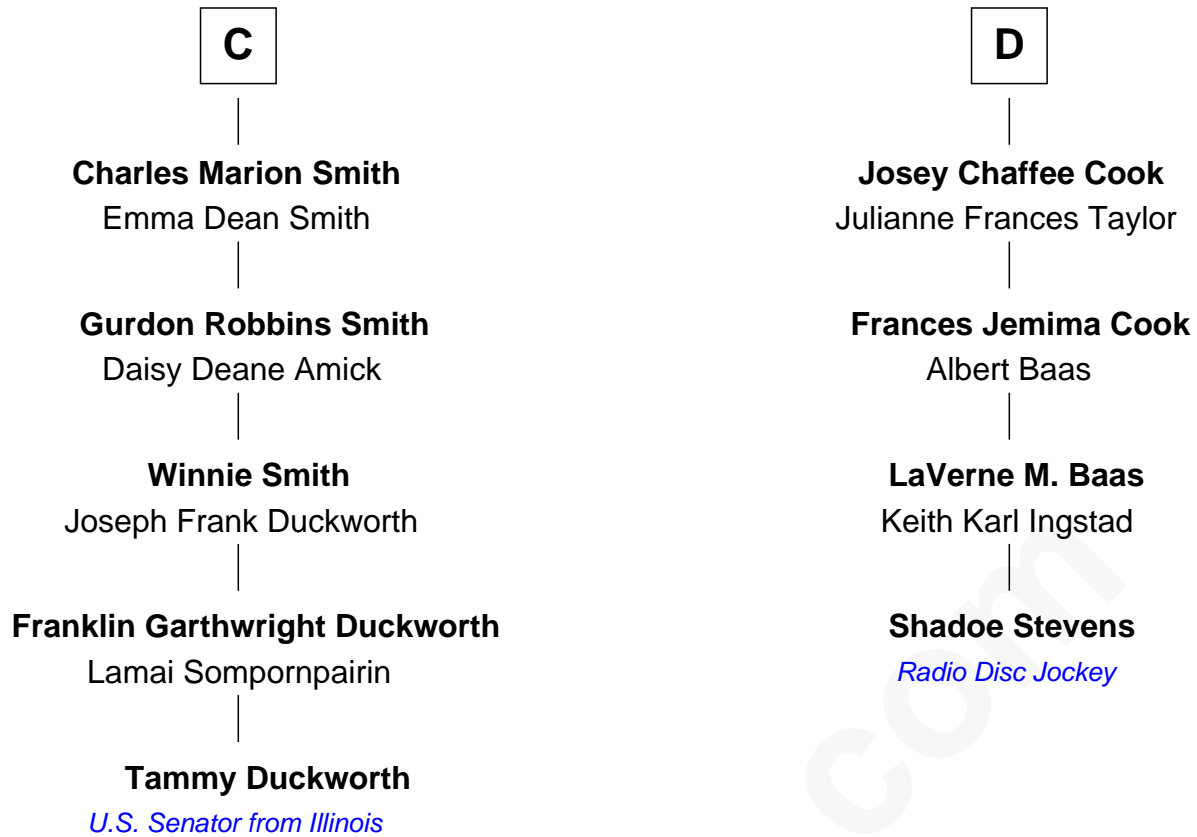 C
Charles Marion Smith
Emma Dean Smith
Gurdon Robbins Smith
Daisy Deane Amick
Winnie Smith
Joseph Frank Duckworth
Franklin Garthwright Duckworth
Lamai Sompornpairin
Tammy Duckworth
U.S. Senator from Illinois
D
Josey Chaffee Cook
Julianne Frances Taylor
Frances Jemima Cook
Albert Baas
LaVerne M. Baas
Keith Karl Ingstad
Shadoe Stevens
Radio Disc Jockey
com